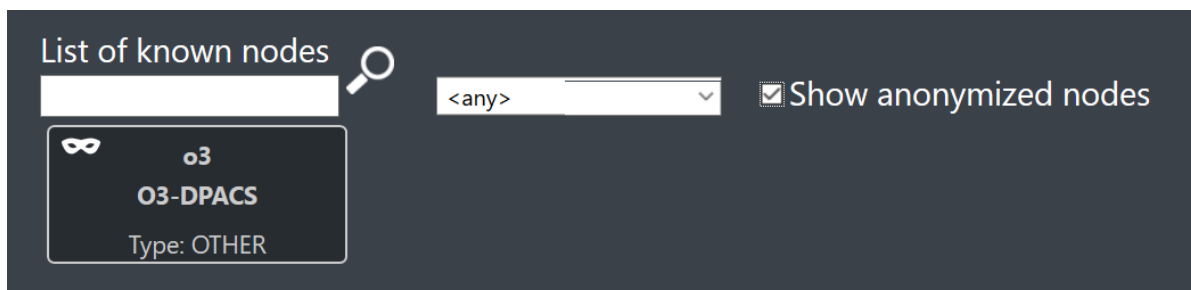 List of known nodes
<any>
Show anonymized nodes
o3
O3-DPACS
Type: OTHER